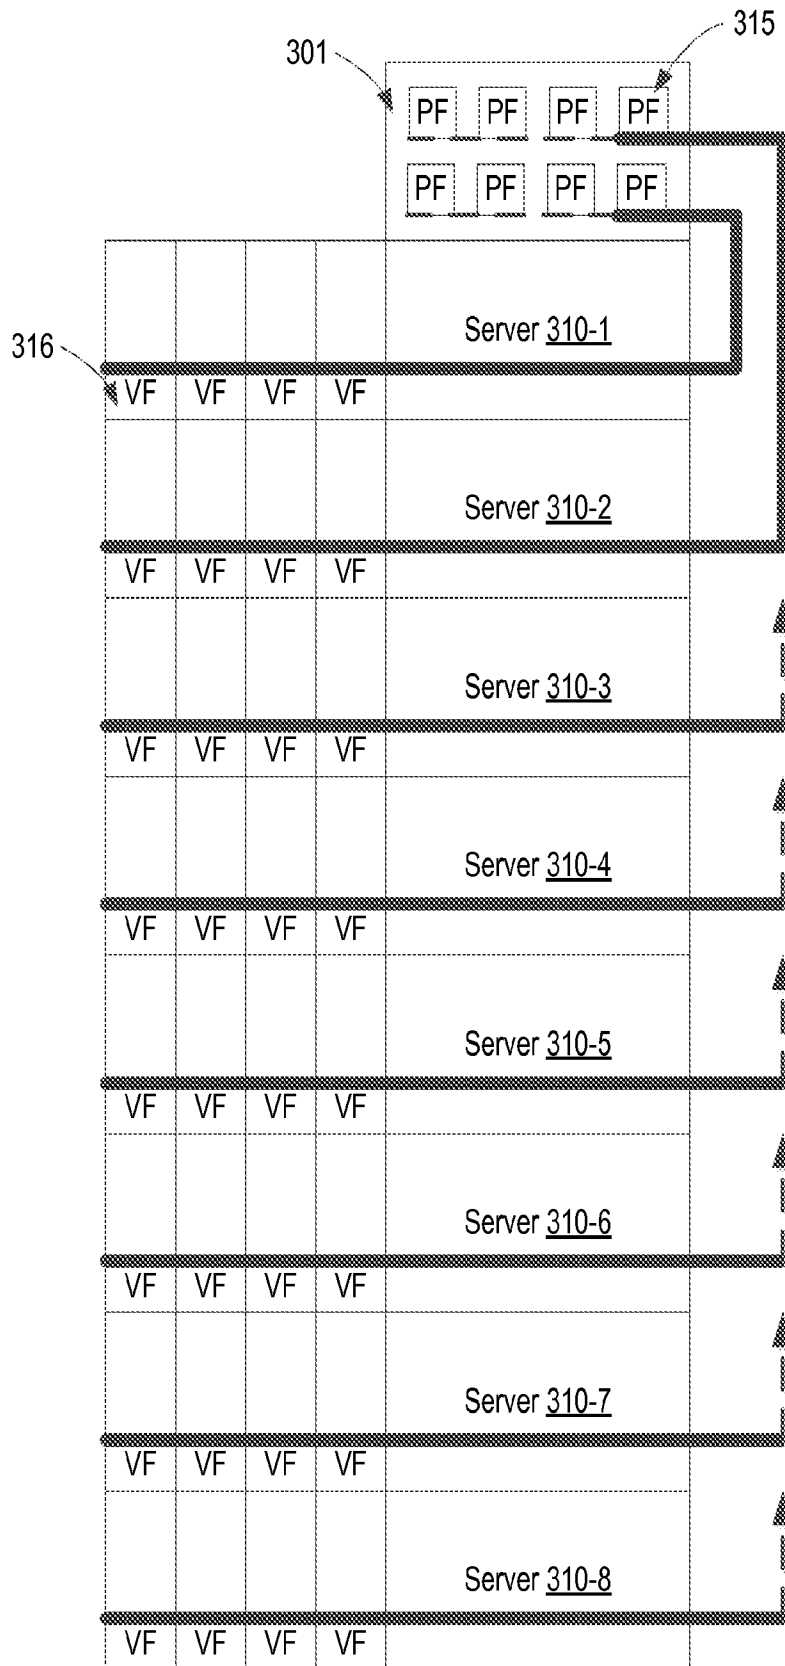 315
301
PF PF PF PF
PF PF PF PF
Server 310-1
316
VF VF VF VF
Server 310-2
VF VF VF VF
Server 310-3
VF VF VF VF
Server 310-4
VF VF VF VF
Server 310-5
VF VF VF VF
Server 310-6
VF VF VF VF
Server 310-7
VF VF VF VF
Server 310-8
VF VF VF VF